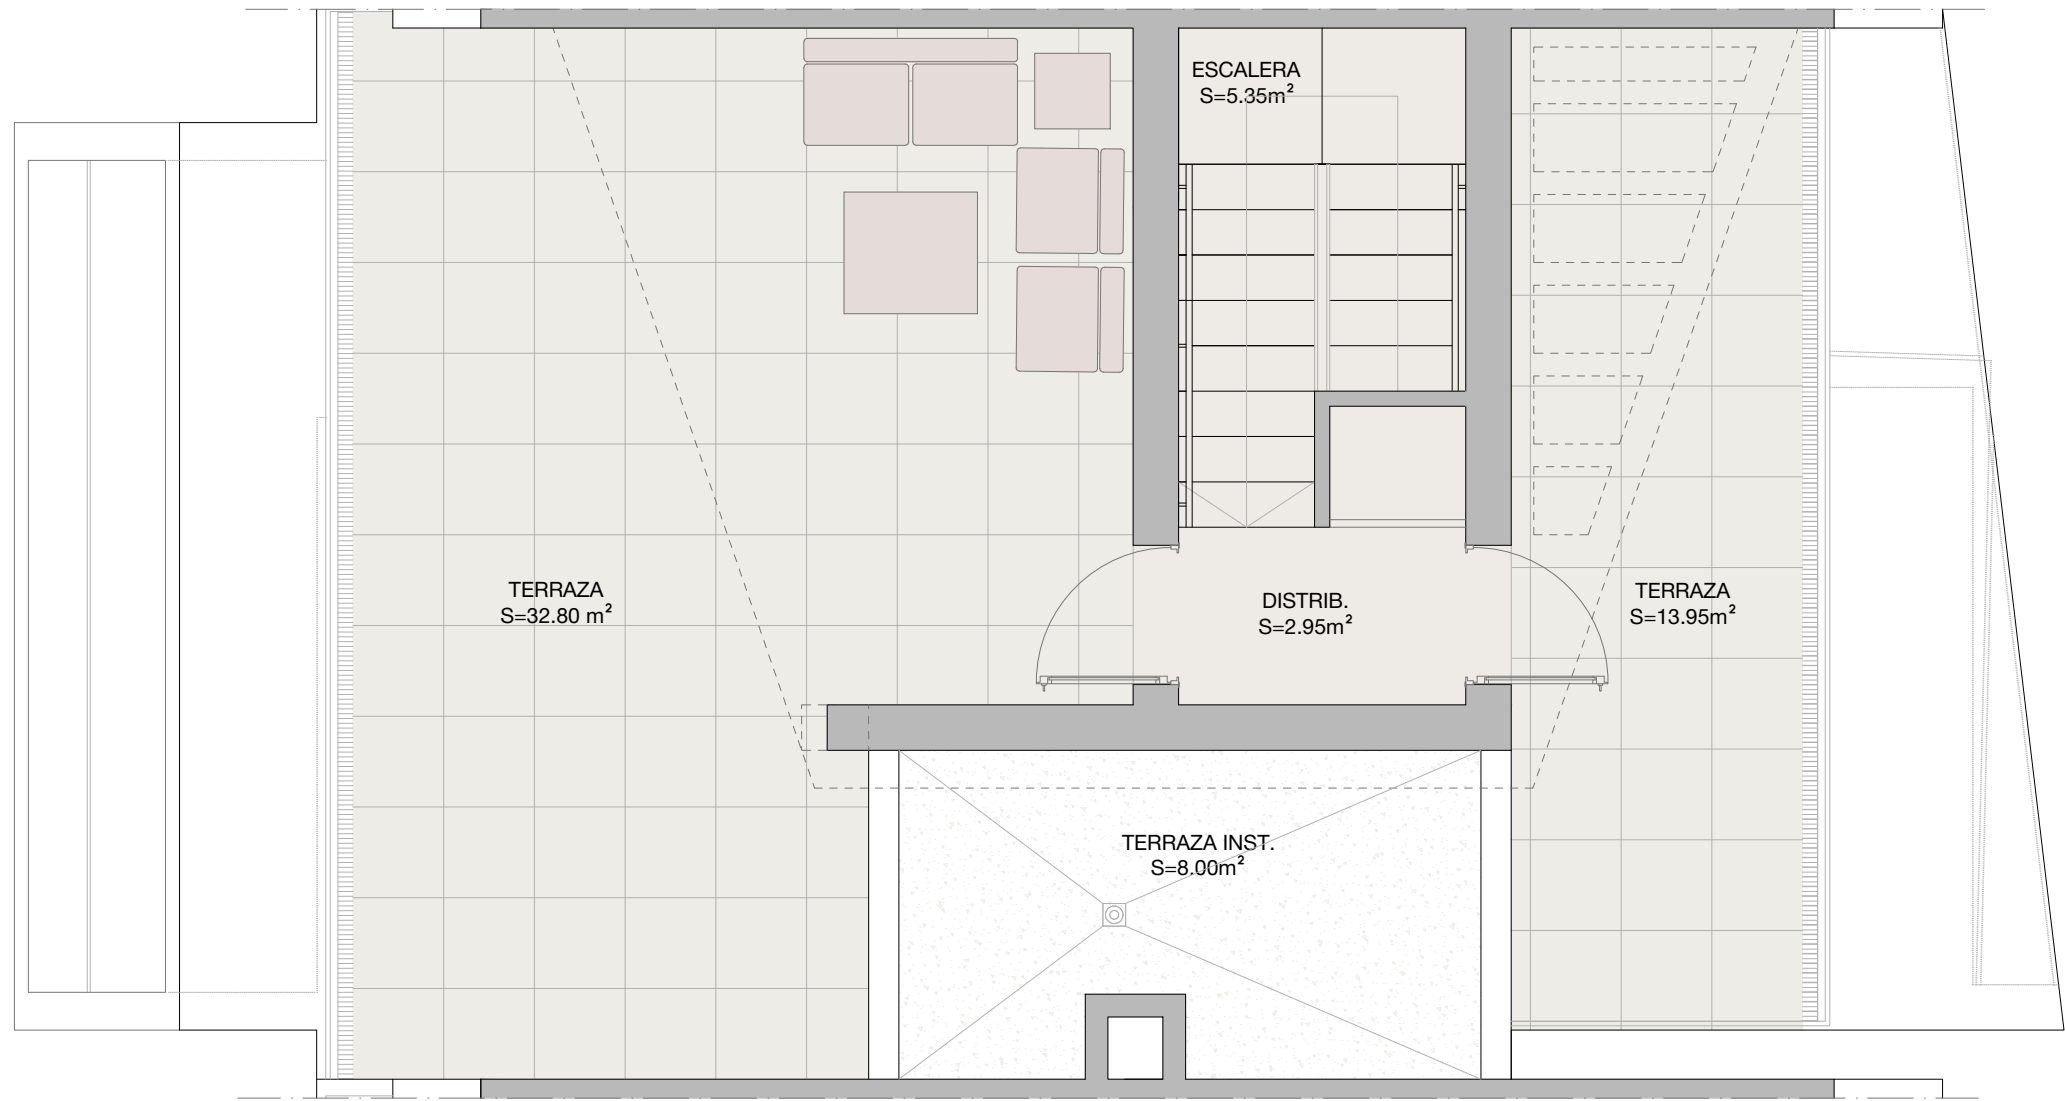 ESCALERA
S=5.35m²
TERRAZA
S=32.80 m²
DISTRIB.
S=2.95m²
TERRAZA
S=13.95m²
TERRAZA INST.
S=8.00m²